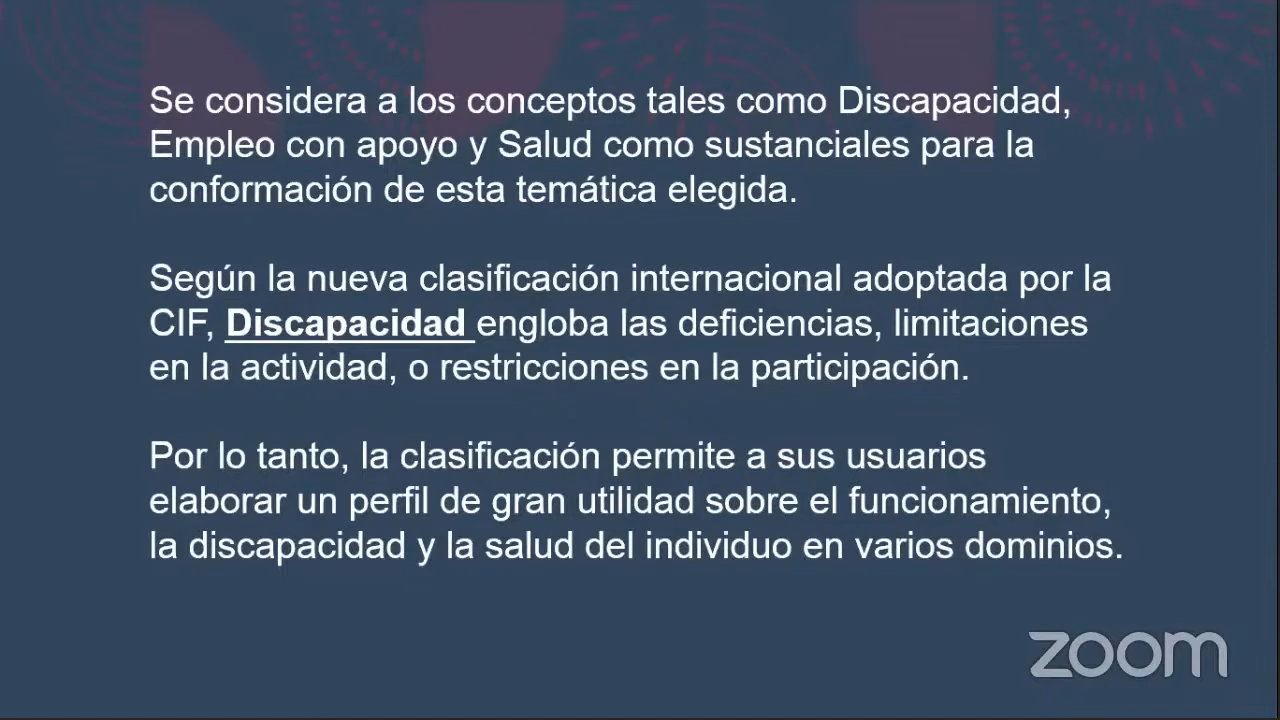 Se considera a los conceptos tales como Discapacidad,
Empleo con apoyo y Salud como sustanciales para la
conformación de esta temática elegida.
Según la nueva clasificación internacional adoptada por la
CIF, Discapacidad engloba las deficiencias, limitaciones
en la actividad, o restricciones en la participación.
Por lo tanto, la clasificación permite a sus usuarios
elaborar un perfil de gran utilidad sobre el funcionamiento,
la discapacidad y la salud del individuo en varios dominios.
zoom